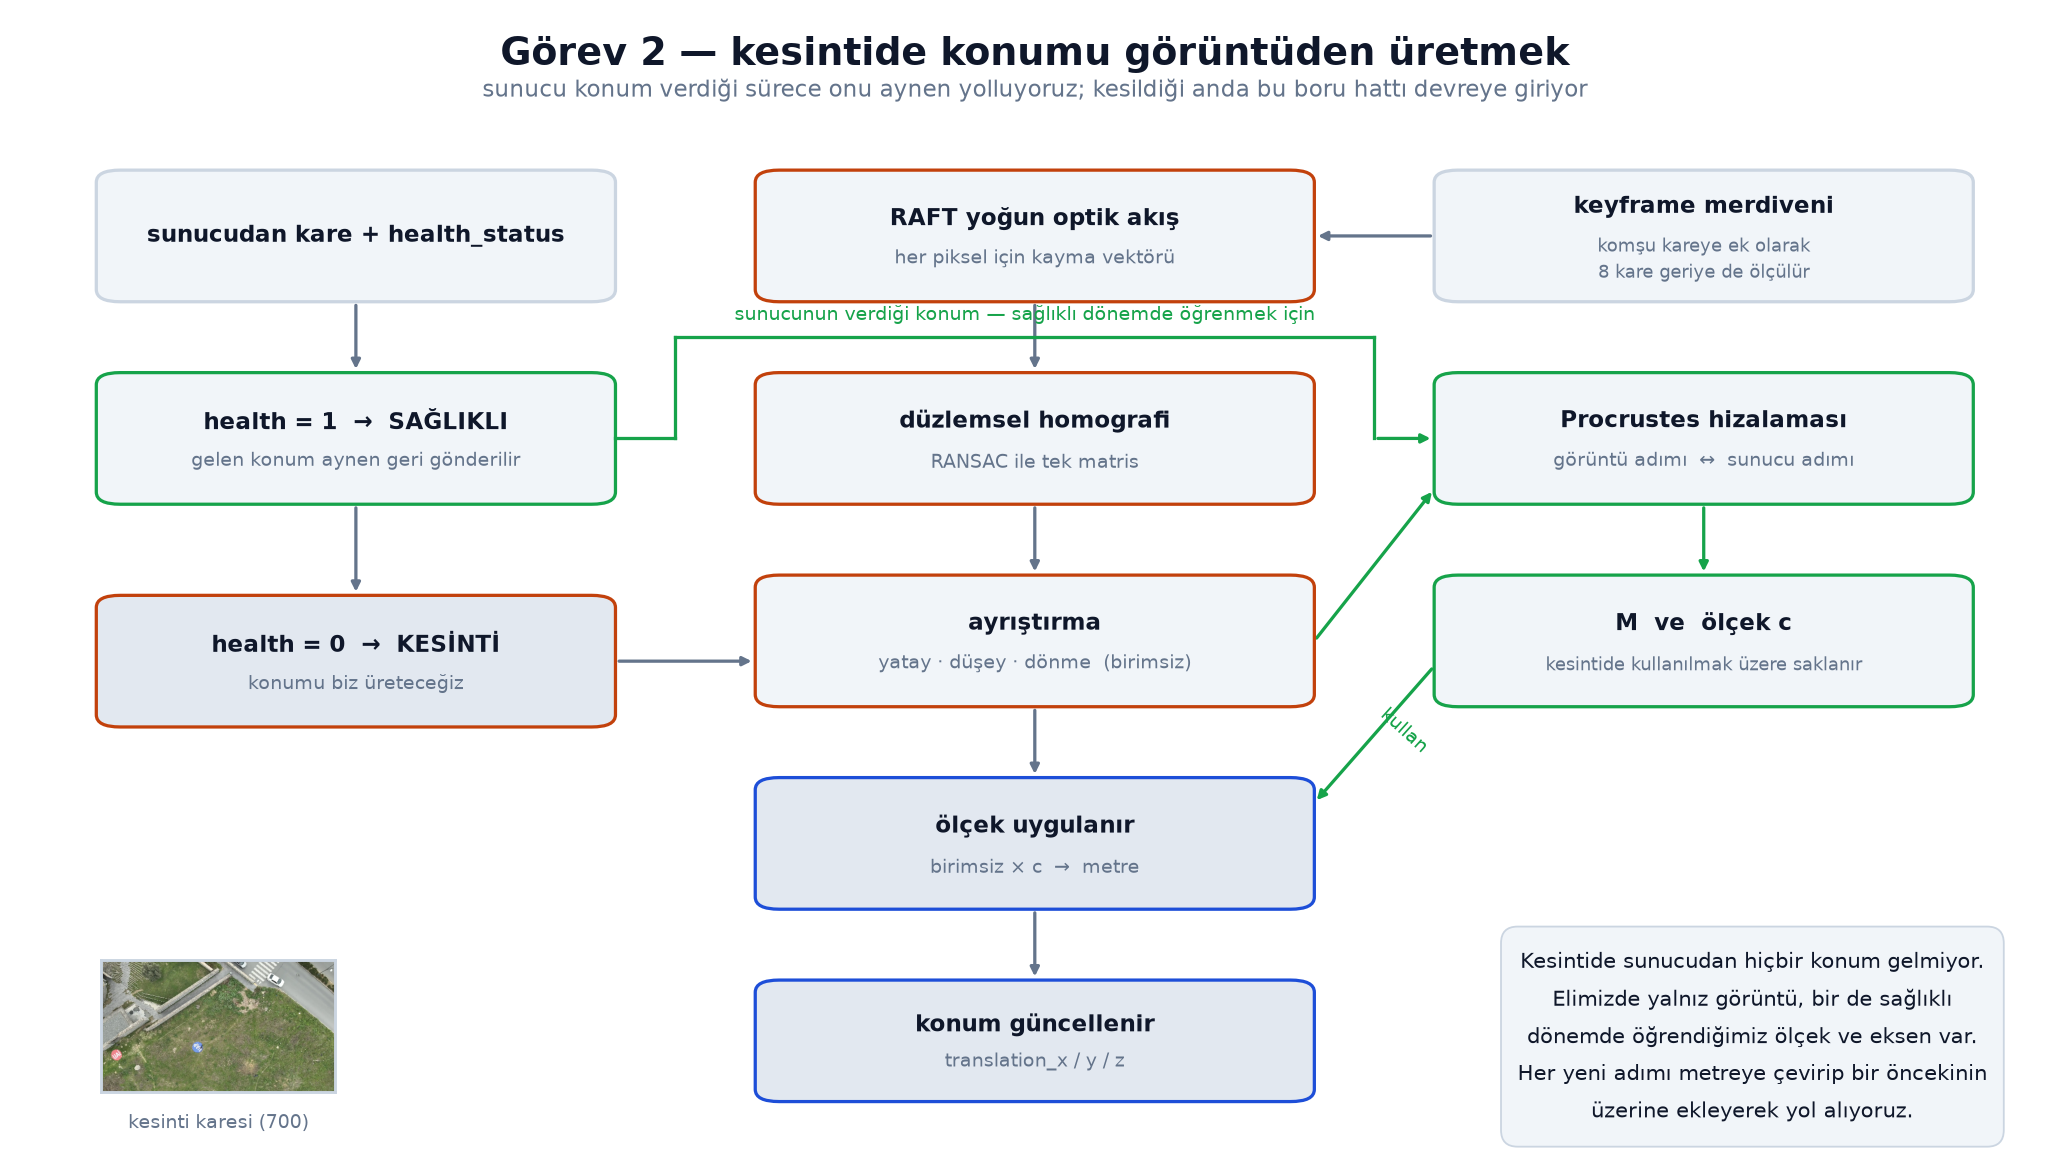 Görev 2 — kesintide konumu görüntüden üretmek
sunucu konum verdiği sürece onu aynen yolluyoruz; kesildiği anda bu boru hattı devreye giriyor
sunucudan kare + health_status
RAFT yoğun optik akış
her piksel için kayma vektörü
keyframe merdiveni
komşu kareye ek olarak
8 kare geriye de ölçülür
sunucunun verdiği konum — sağlıklı dönemde öğrenmek için
health = 1 → SAĞLIKLI
gelen konum aynen geri gönderilir
düzlemsel homografi
RANSAC ile tek matris
Procrustes hizalaması
görüntü adımı ↔ sunucu adımı
health = 0 → KESİNTİ
konumu biz üreteceğiz
ayrıştırma
yatay · düşey · dönme (birimsiz)
M ve ölçek c
kesintide kullanılmak üzere saklanır
kullan
ölçek uygulanır
birimsiz × c → metre
konum güncellenir
translation_x / y / z
kesinti karesi (700)
Kesintide sunucudan hiçbir konum gelmiyor.
Elimizde yalnız görüntü, bir de sağlıklı
dönemde öğrendiğimiz ölçek ve eksen var.
Her yeni adımı metreye çevirip bir öncekinin
üzerine ekleyerek yol alıyoruz.